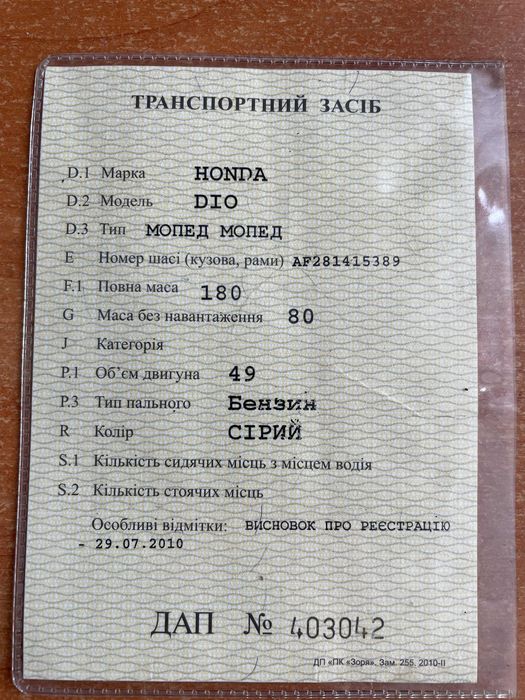 ТРАНСПОРТНИЙ ЗАСІБ
D.1 Марка HONDA
D.2 Модель DIO
D.3 Тип МОПЕД МОПЕД
E Номер шасі (кузова, рами) AF281415389
F.1 Повна маса 180
G Маса без навантаження 80
J Категорія
P.1 Об’єм двигуна 49
P.3 Тип пального Бензин
R Колір СІРИЙ
S.1 Кількість сидячих місць з місцем водія
S.2 Кількість стоячих місць
Особливі відмітки: ВИСНОВОК ПРО РЕЄСТРАЦІЮ
- 29.07.2010
ДАП № 403042
ДП «ПК «Зоря». Зам. 255. 2010-II